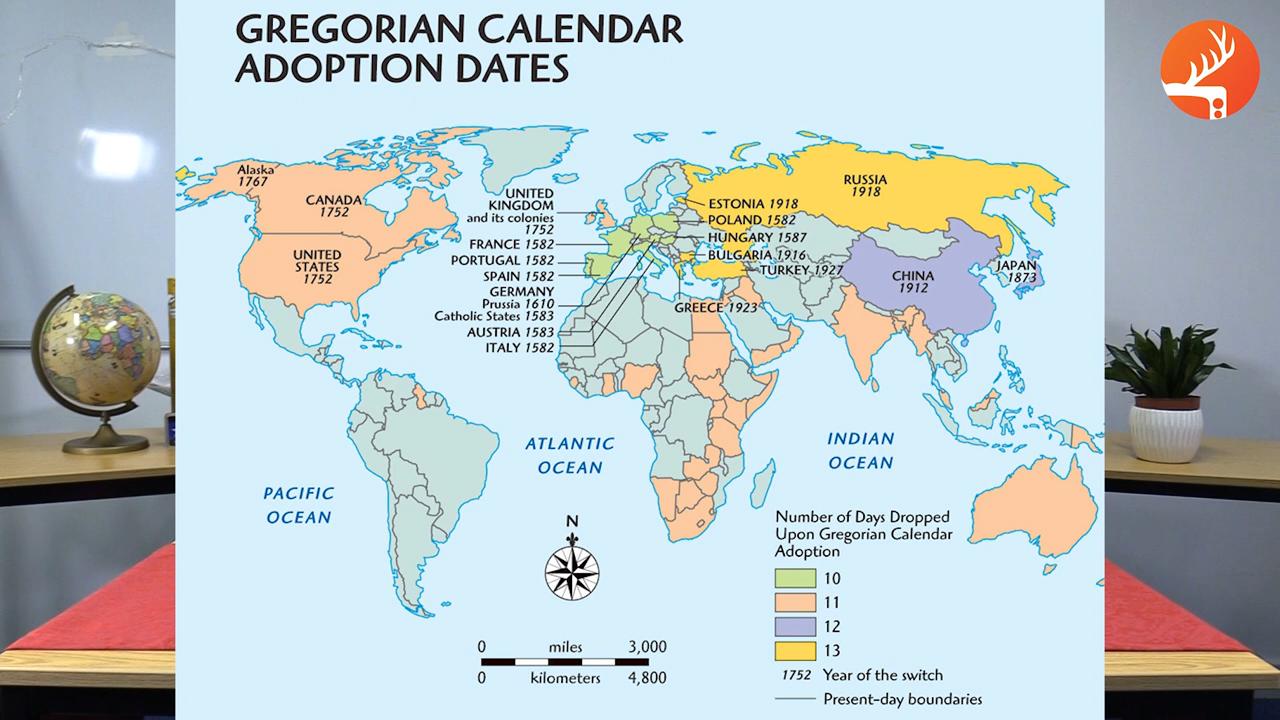 GREGORIAN CALENDAR
ADOPTION DATES
Alaska
1767
CANADA
1752
UNITED
STATES
1752
UNITED
KINGDOM
and its colonies
1752
FRANCE 1582
PORTUGAL 1582
SPAIN 1582
GERMANY
Prussia 1610
Catholic States 1583
AUSTRIA 1583
ITALY 1582
RUSSIA
1918
ESTONIA 1918
POLAND 1582
HUNGARY 1587
BULGARIA 1916
TURKEY 1927
GREECE 1923
CHINA
1912
JAPAN
1873
ATLANTIC
OCEAN
INDIAN
OCEAN
PACIFIC
OCEAN
N
0 miles 3,000
0 kilometers 4,800
Number of Days Dropped
Upon Gregorian Calendar
Adoption
10
11
12
13
1752 Year of the switch
Present-day boundaries